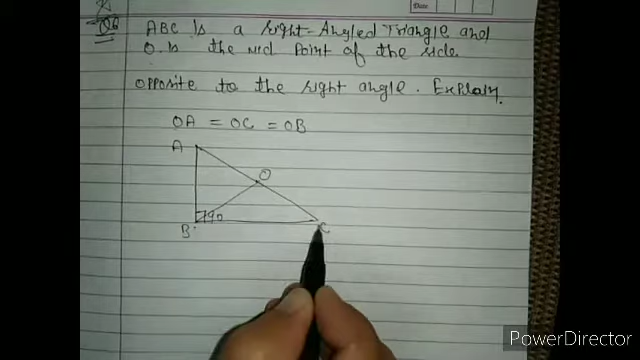 Date
Q6
ABC Is a right-Angled Triangle and
O. is the mid Point of the side
opposite to the right angle. Explain
OA = OC = OB
A
O
90
B
C
PowerDirector